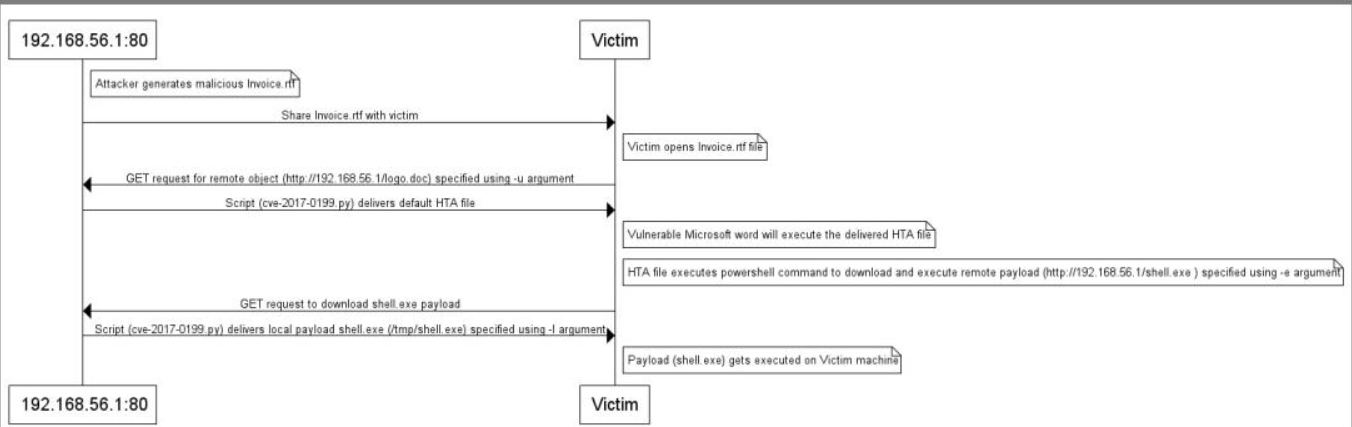 192.168.56.1:80
Victim
Attacker generates malicious Invoice.rtf
Share Invoice.rtf with victim
Victim opens Invoice.rtf file
GET request for remote object (http://192.168.56.1/logo.doc) specified using -u argument
Script (cve-2017-0199.py) delivers default HTA file
Vulnerable Microsoft word will execute the delivered HTA file
HTA file executes powershell command to download and execute remote payload (http://192.168.56.1/shell.exe ) specified using -e argument
GET request to download shell.exe payload
Script (cve-2017-0199.py) delivers local payload shell.exe (/tmp/shell.exe) specified using -l argument
Payload (shell.exe) gets executed on Victim machine
192.168.56.1:80
Victim